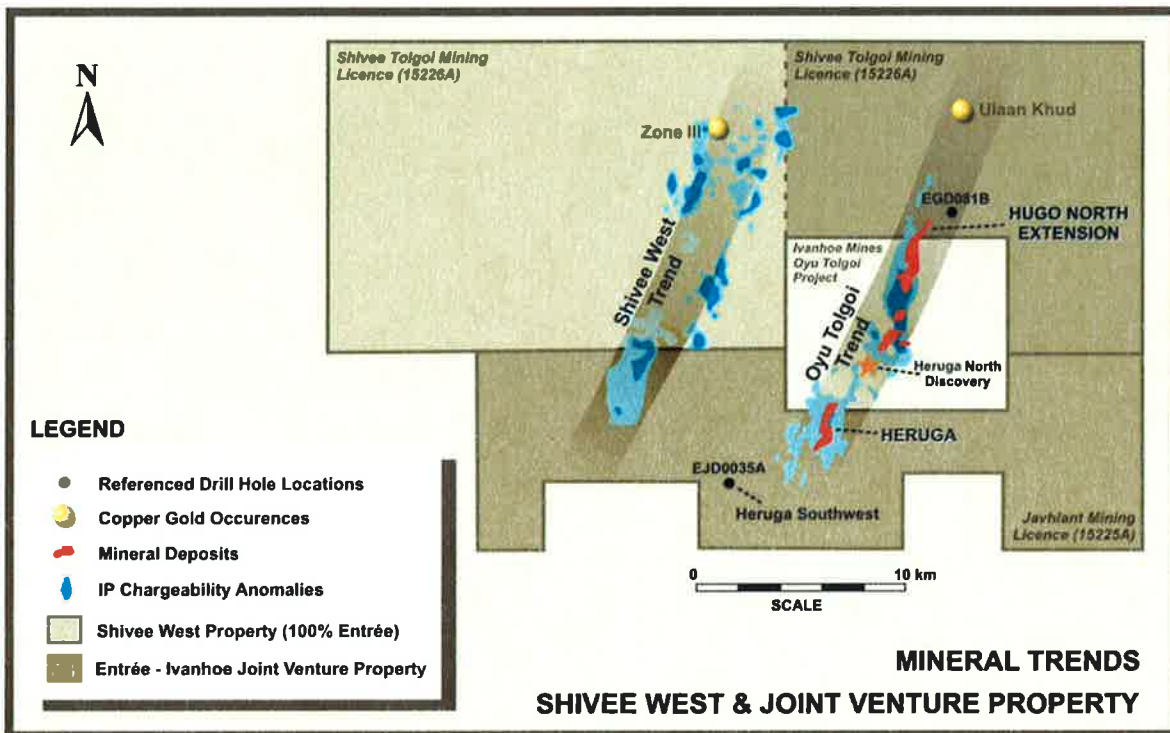 N
Shivee Tolgoi Mining
Licence (15226A)
Shivee Tolgoi Mining
Licence (15226A)
Zone III
Ulaan Khud
EGD081B
HUGO NORTH
EXTENSION
Ivanhoe Mines
Oyu Tolgoi
Project
Shivee West
Trend
Oyu Tolgoi
Trend
Heruga North
Discovery
HERUGA
EJD0035A
Heruga Southwest
Javhlant Mining
Licence (15225A)
LEGEND
Referenced Drill Hole Locations
Copper Gold Occurences
Mineral Deposits
IP Chargeability Anomalies
Shivee West Property (100% Entrée)
Entrée - Ivanhoe Joint Venture Property
0 10 km
SCALE
MINERAL TRENDS
SHIVEE WEST & JOINT VENTURE PROPERTY